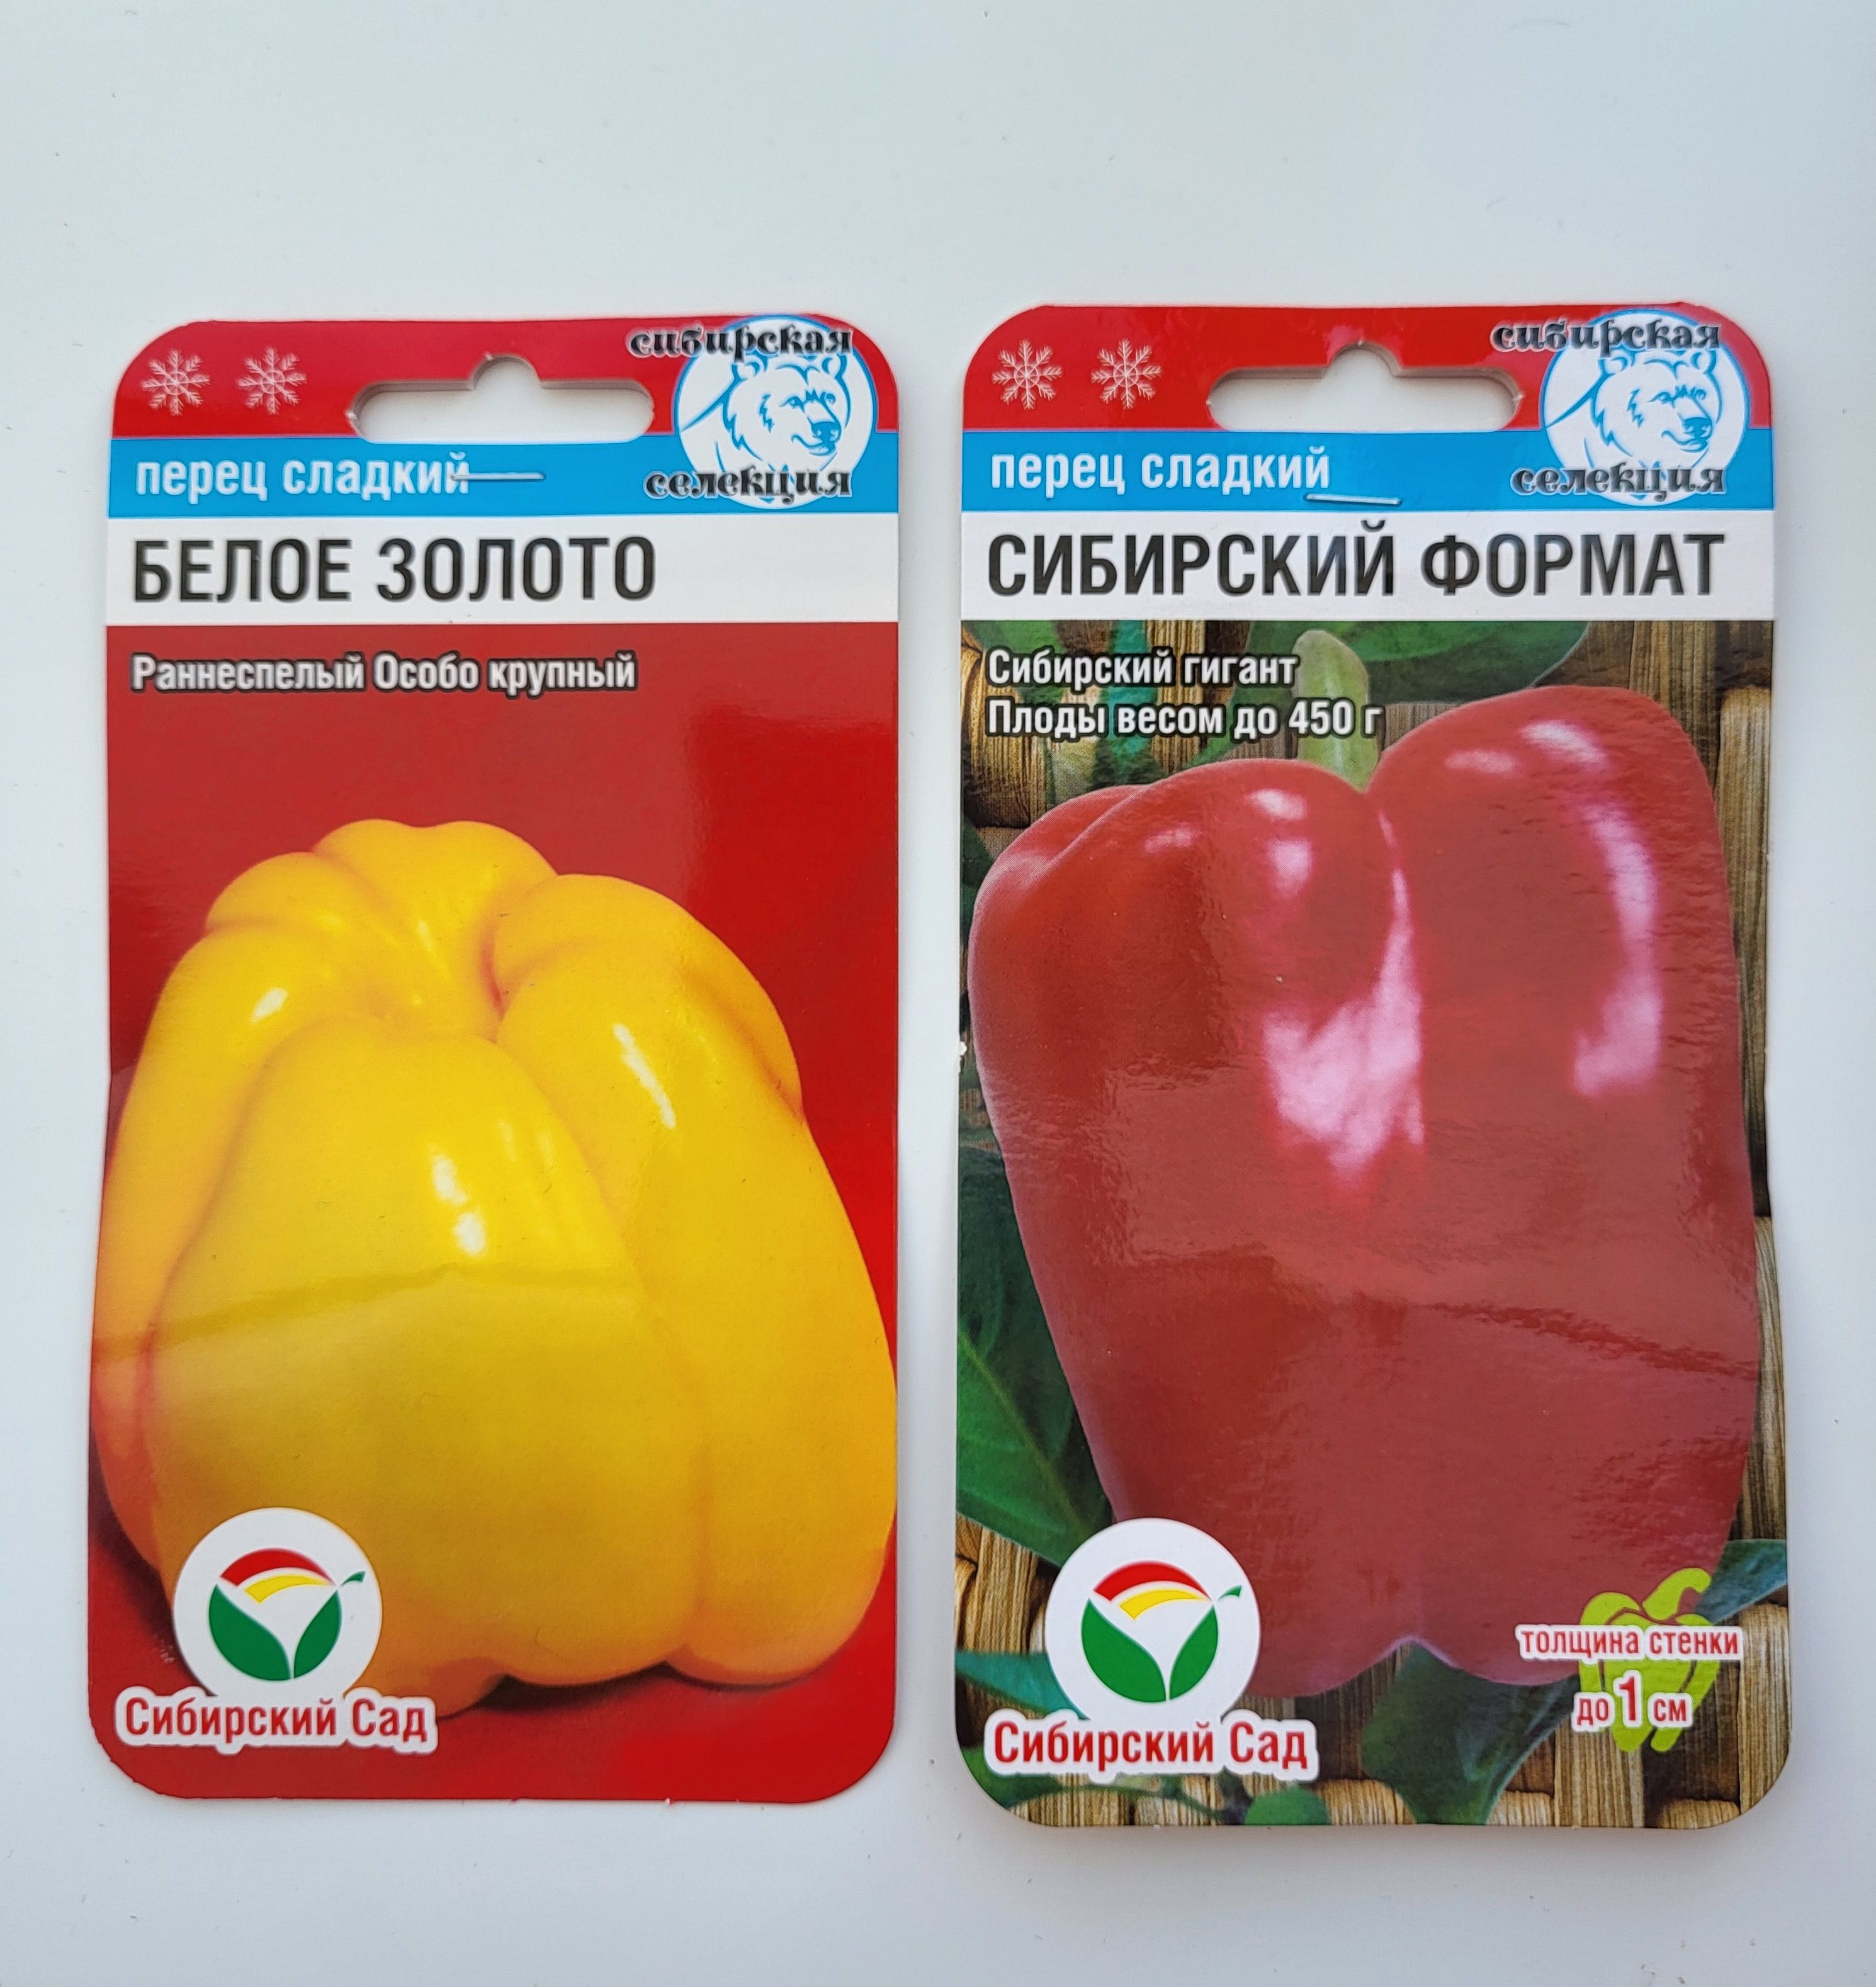 сибирская
селекция
перец сладкий
БЕЛОЕ ЗОЛОТО
Раннеспелый Особо крупный
Сибирский Сад
сибирская
селекция
перец сладкий
СИБИРСКИЙ ФОРМАТ
Сибирский гигант
Плоды весом до 450 г
толщина стенки
до 1 см
Сибирский Сад